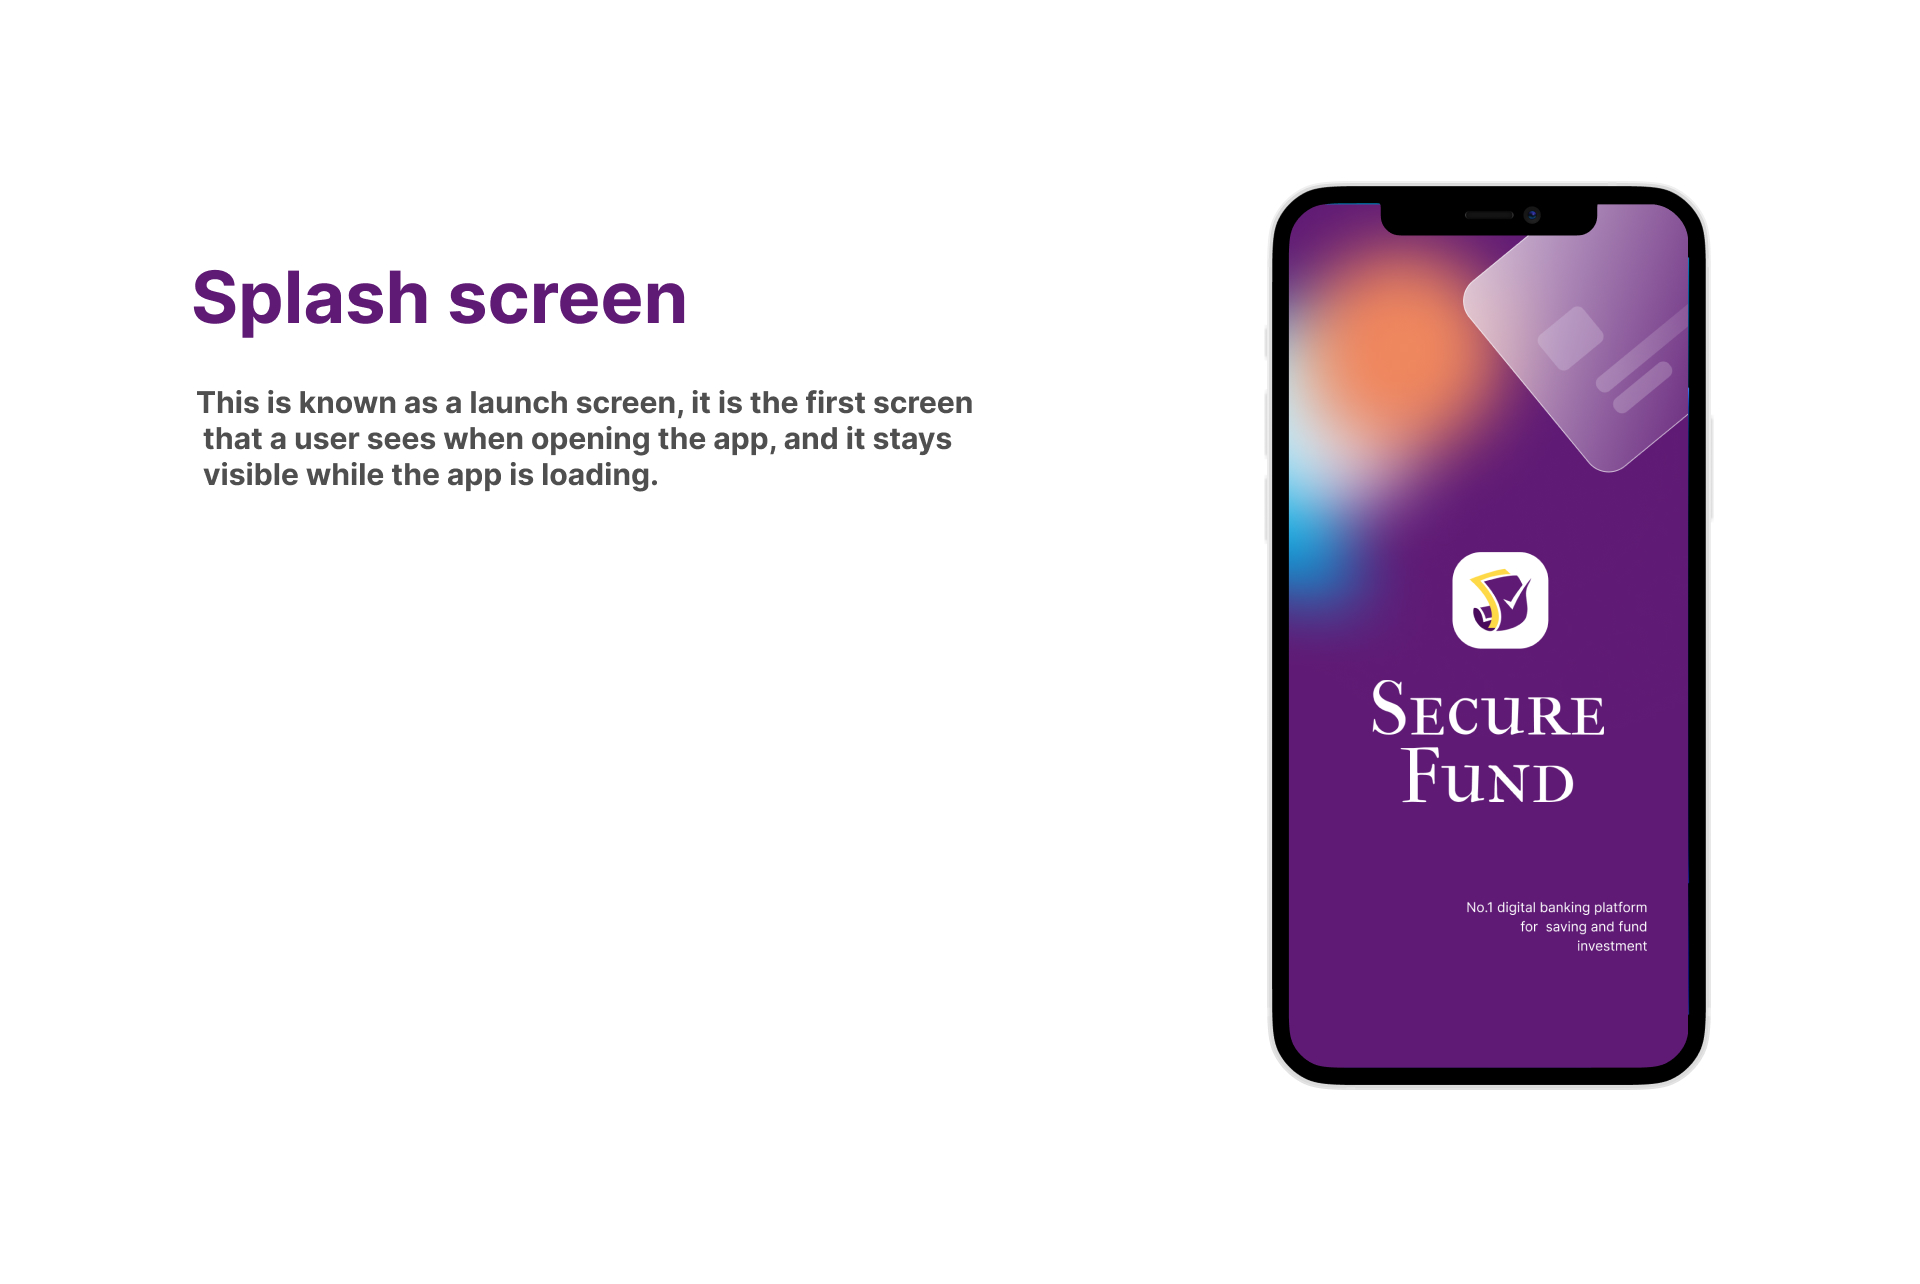 Splash screen
This is known as a launch screen, it is the first screen
that a user sees when opening the app, and it stays
visible while the app is loading.
SECURE
FUND
No.1 digital banking platform
for saving and fund
investment